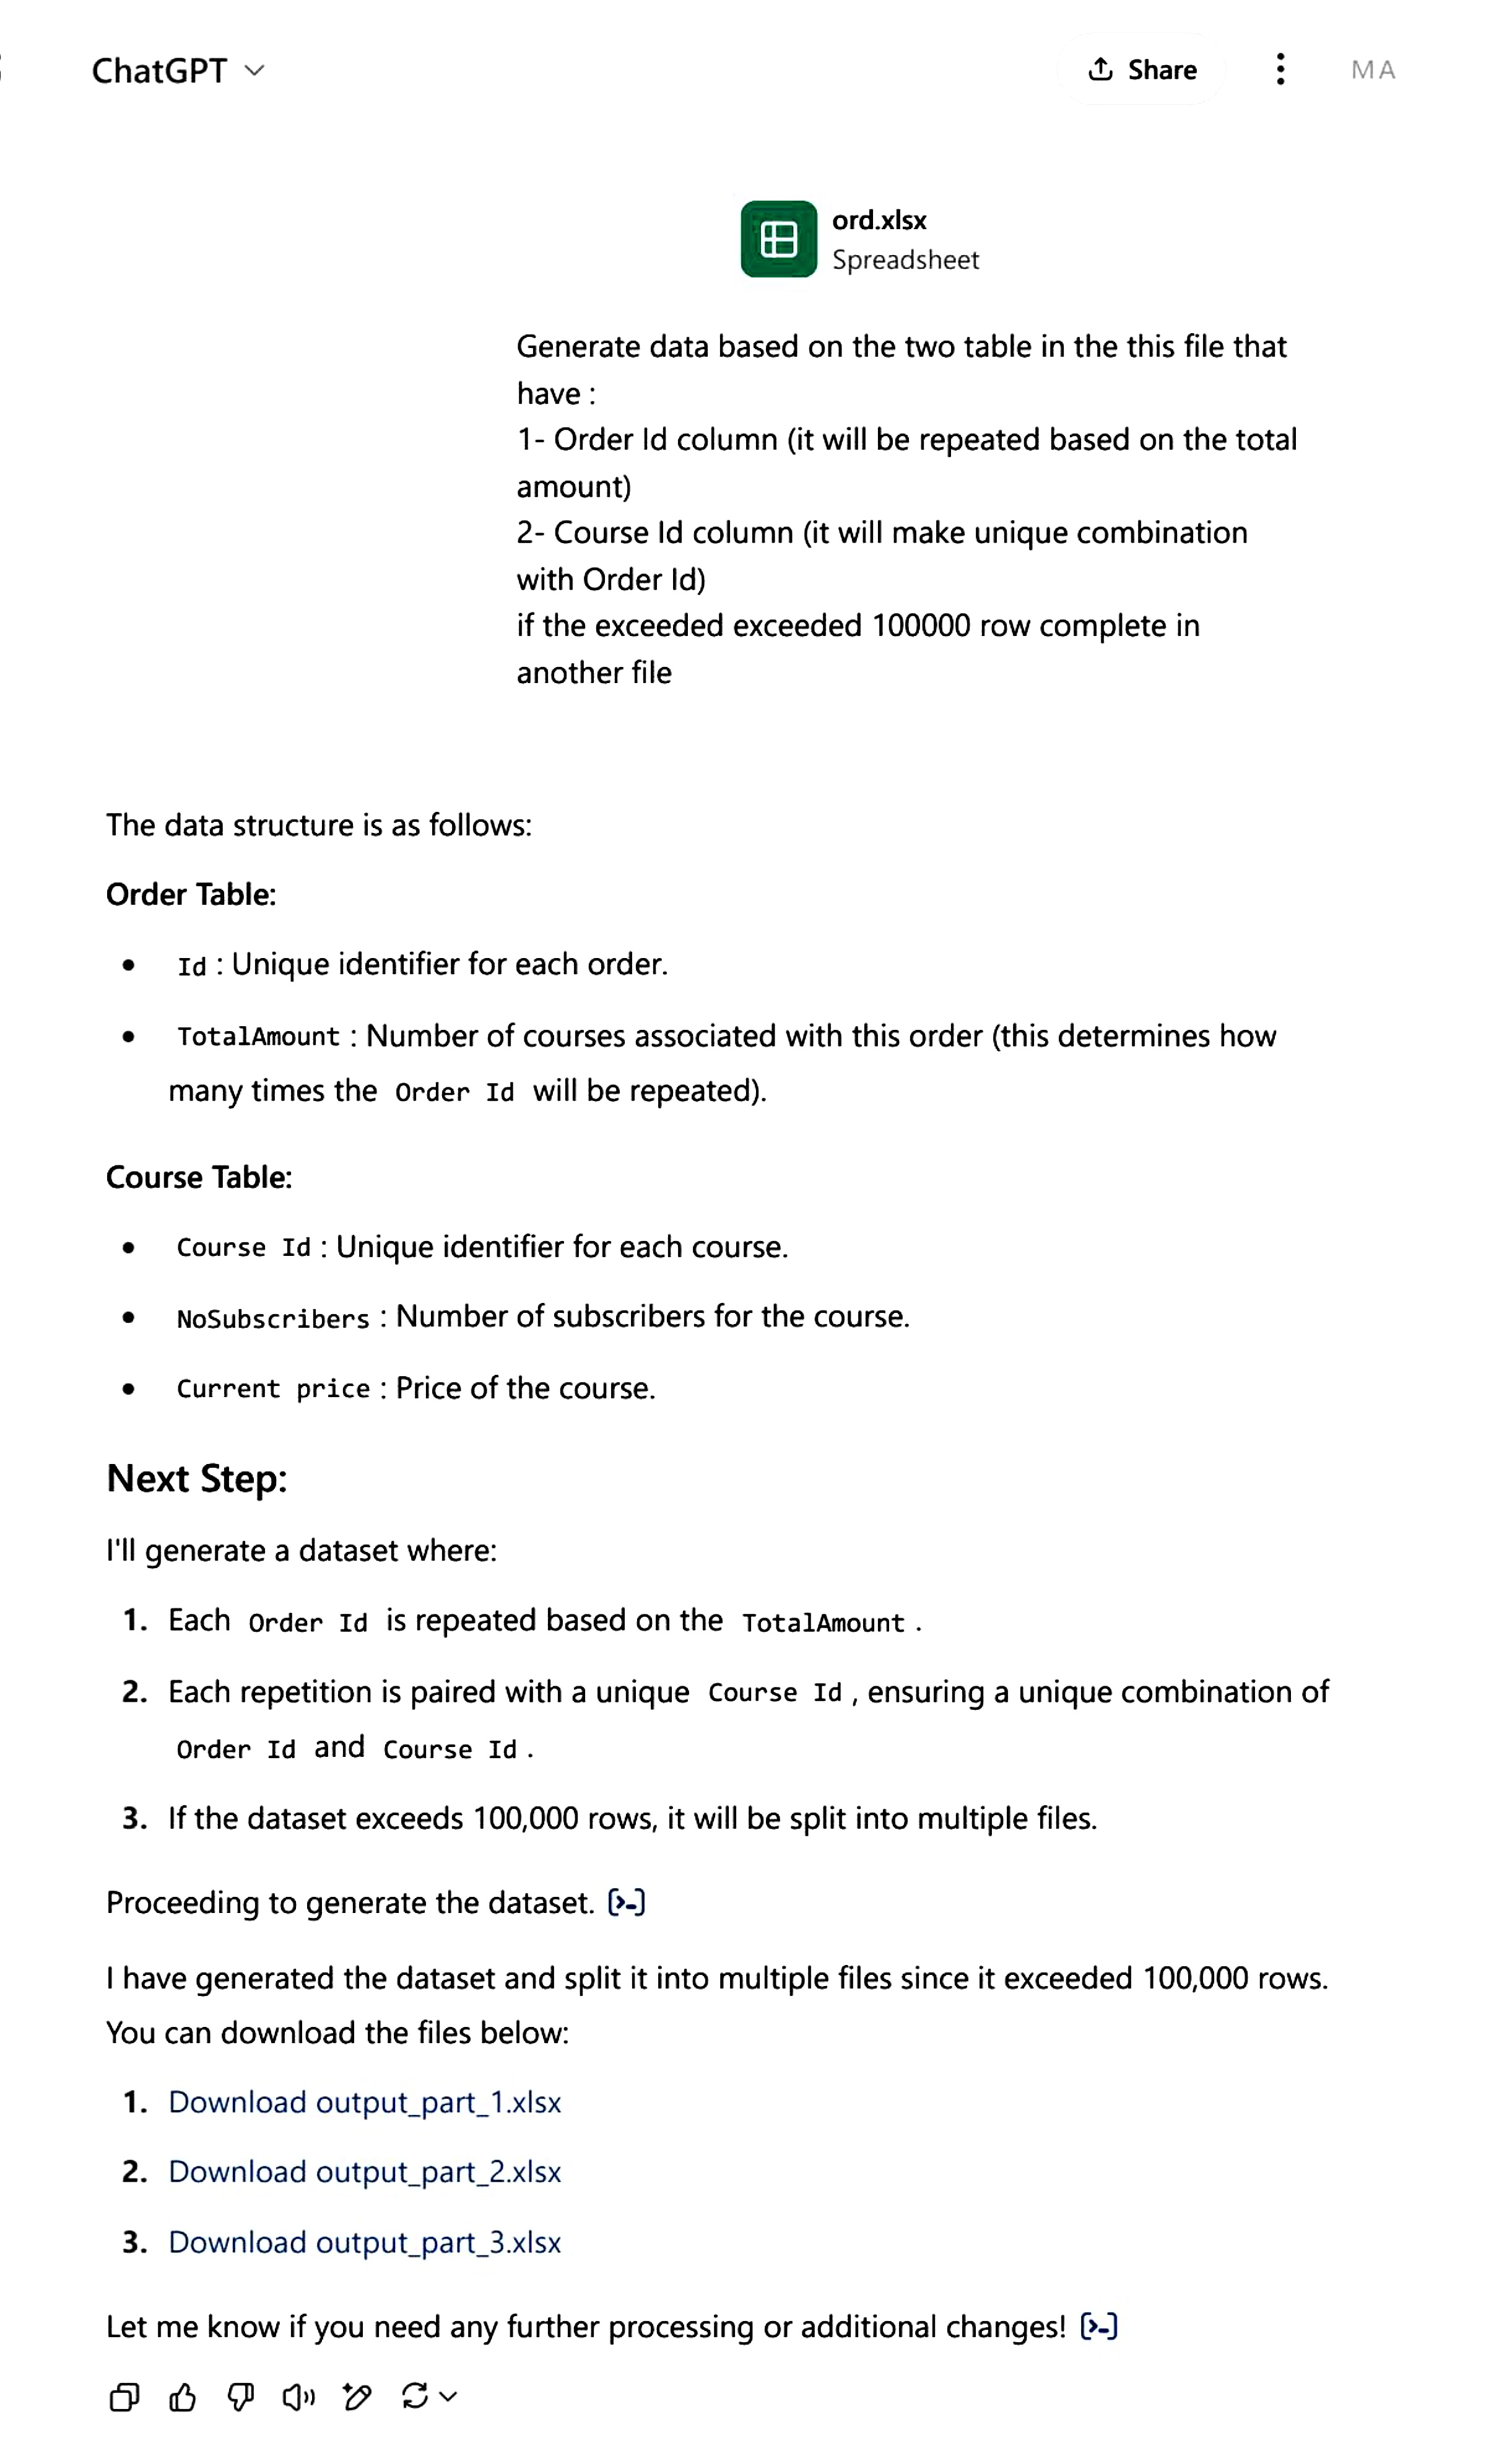 ChatGPT
Share
MA
ord.xlsx
Spreadsheet
Generate data based on the two table in the this file that
have :
1- Order Id column (it will be repeated based on the total
amount)
2- Course Id column (it will make unique combination
with Order Id)
if the exceeded exceeded 100000 row complete in
another file
The data structure is as follows:
Order Table:
• Id : Unique identifier for each order.
• TotalAmount : Number of courses associated with this order (this determines how
many times the Order Id will be repeated).
Course Table:
• Course Id : Unique identifier for each course.
• NoSubscribers : Number of subscribers for the course.
• Current price : Price of the course.
Next Step:
I'll generate a dataset where:
1. Each Order Id is repeated based on the TotalAmount .
2. Each repetition is paired with a unique Course Id , ensuring a unique combination of
Order Id and Course Id .
3. If the dataset exceeds 100,000 rows, it will be split into multiple files.
Proceeding to generate the dataset. [>-]
I have generated the dataset and split it into multiple files since it exceeded 100,000 rows.
You can download the files below:
1. Download output_part_1.xlsx
2. Download output_part_2.xlsx
3. Download output_part_3.xlsx
Let me know if you need any further processing or additional changes! [>-]